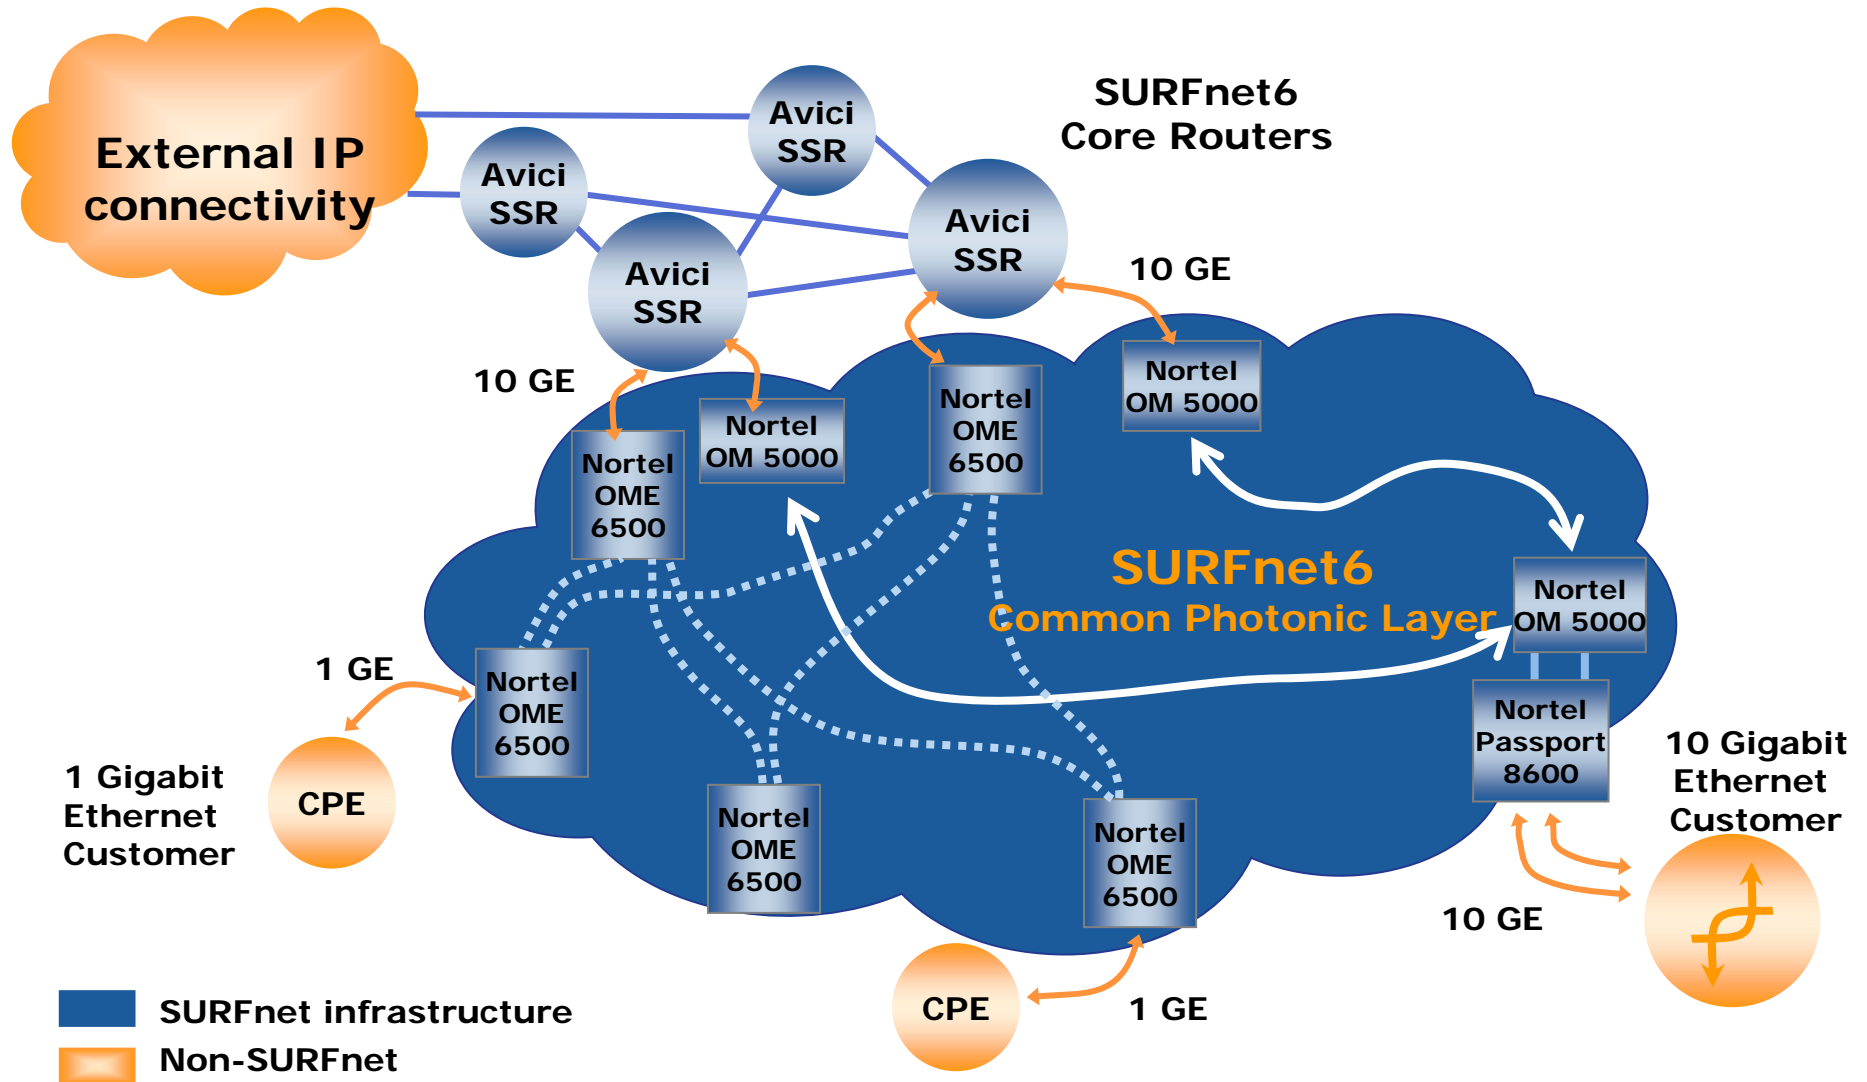 External IP
connectivity
Avici
SSR
Avici
SSR
Avici
SSR
Avici
SSR
SURFnet6
Core Routers
10 GE
10 GE
Nortel
OME
6500
Nortel
OM 5000
Nortel
OME
6500
Nortel
OM 5000
SURFnet6
Common Photonic Layer
Nortel
OM 5000
Nortel
Passport
8600
1 GE
Nortel
OME
6500
Nortel
OME
6500
Nortel
OME
6500
1 Gigabit
Ethernet
Customer
CPE
10 Gigabit
Ethernet
Customer
10 GE
CPE
1 GE
SURFnet infrastructure
Non-SURFnet